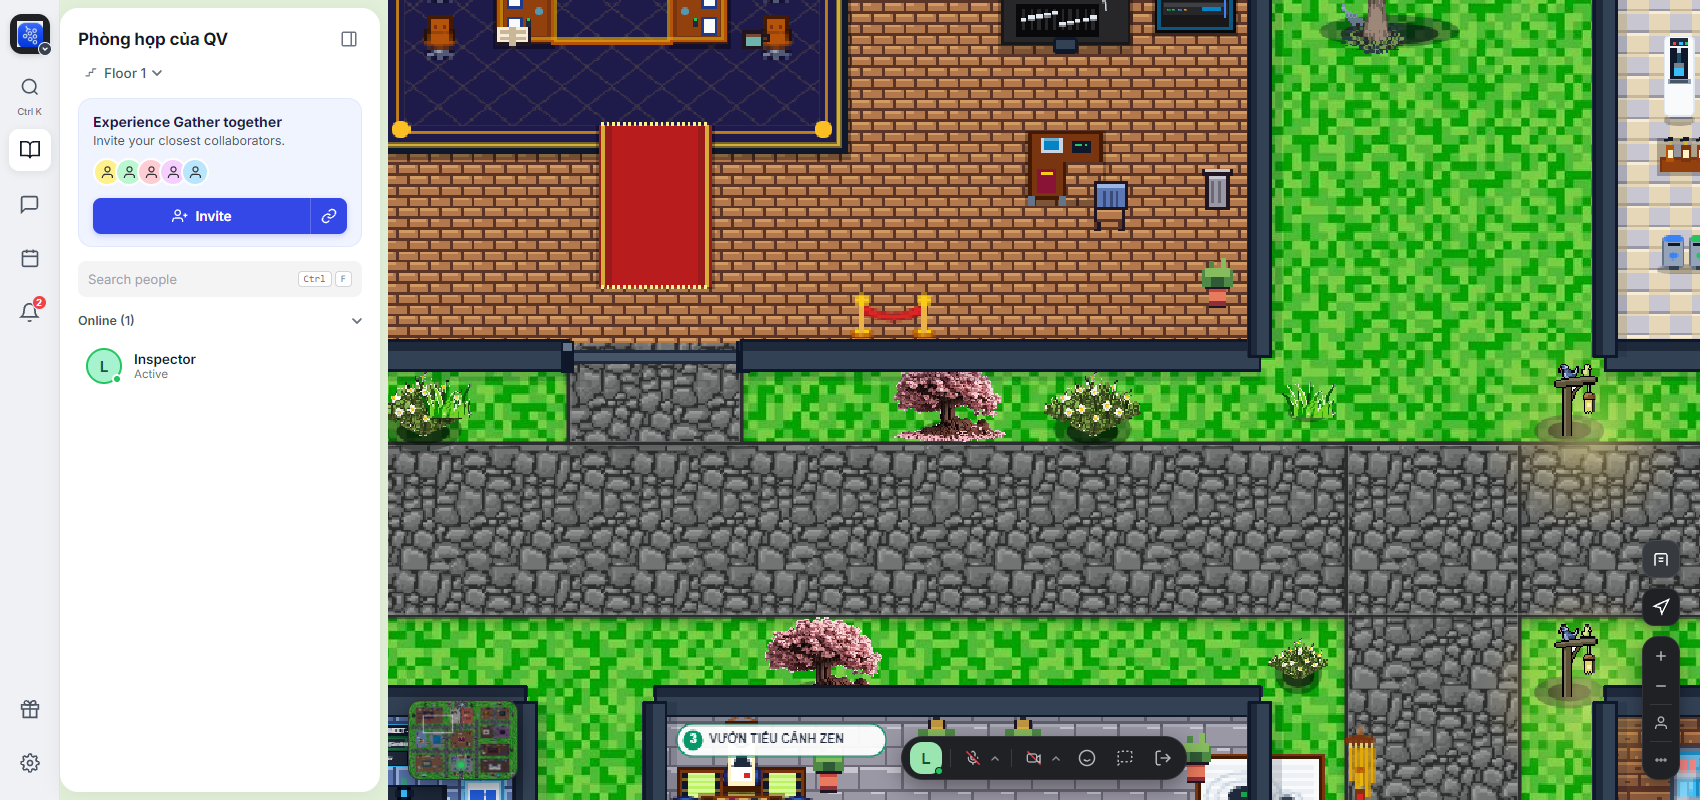 Phòng họp của QV
Floor 1
Ctrl K
Experience Gather together
Invite your closest collaborators.
Invite
Search people
Ctrl F
2
Online (1)
L
Inspector
Active
3 VƯỜN TIỂU CẢNH ZEN
L